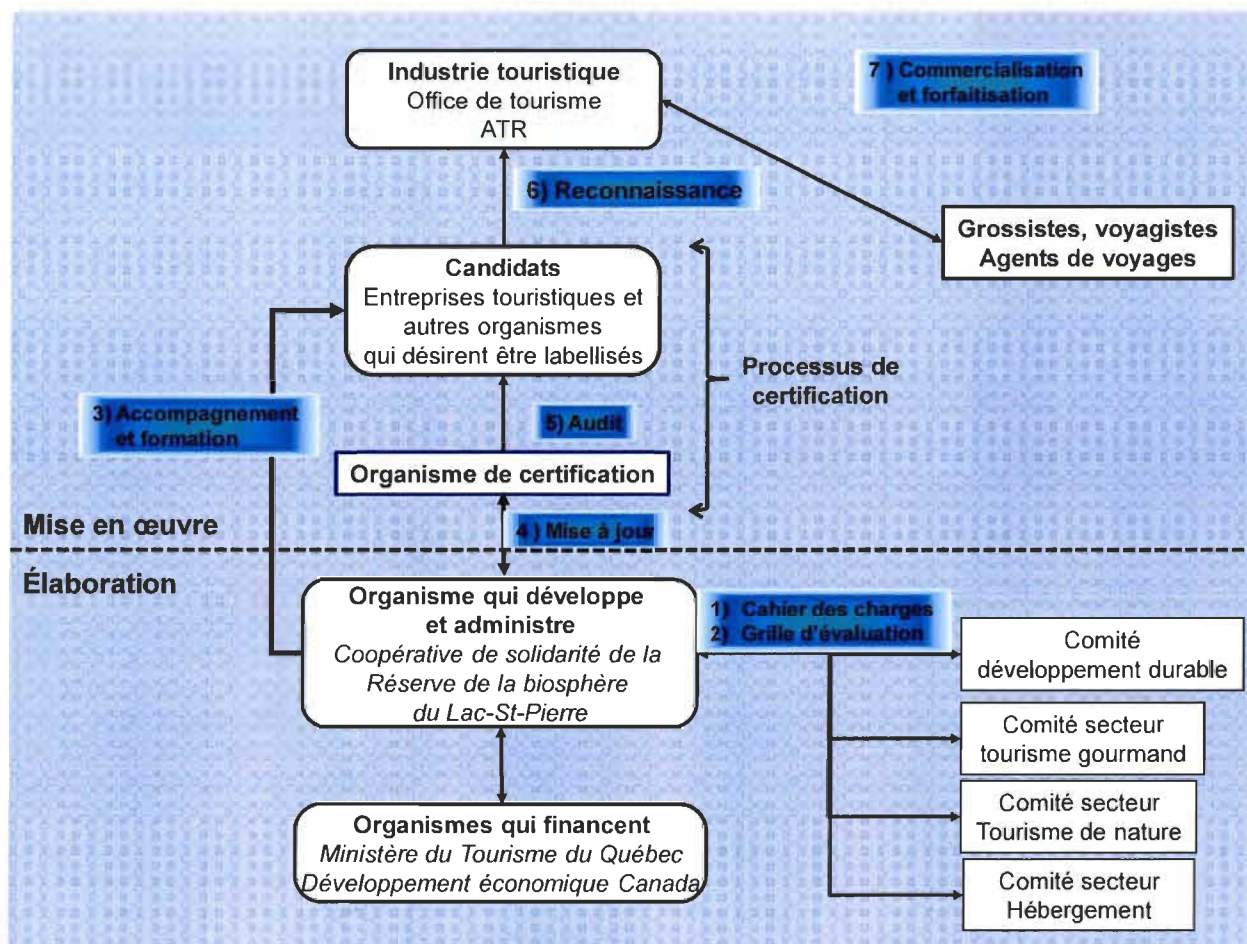 Industrie touristique
Office de tourisme
ATR
7 ) Commercialisation
et forfaitisation
6) Reconnaissance
Grossistes, voyagistes
Agents de voyages
Candidats
Entreprises touristiques et
autres organismes
qui désirent être labellisés
Processus de
certification
3) Accompagnement
et formation
5) Audit
Organisme de certification
4 ) Mise à jour
Mise en œuvre
Élaboration
Organisme qui développe
et administre
Coopérative de solidarité de la
Réserve de la biosphère
du Lac-St-Pierre
1) Cahier des charges
2) Grille d'évaluation
Comité
développement durable
Comité secteur
tourisme gourmand
Comité secteur
Tourisme de nature
Comité secteur
Hébergement
Organismes qui financent
Ministère du Tourisme du Québec
Développement économique Canada